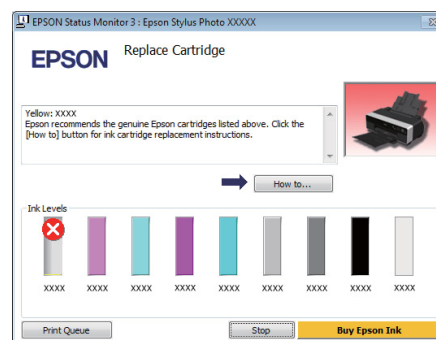 EPSON Status Monitor 3 : Epson Stylus Photo XXXXX
EPSON
Replace Cartridge
Yellow: XXXX
Epson recommends the genuine Epson cartridges listed above. Click the
[How to] button for ink cartridge replacement instructions.
How to...
Ink Levels
XXXX XXXX XXXX XXXX XXXX XXXX XXXX XXXX XXXX
Print Queue Stop Buy Epson Ink